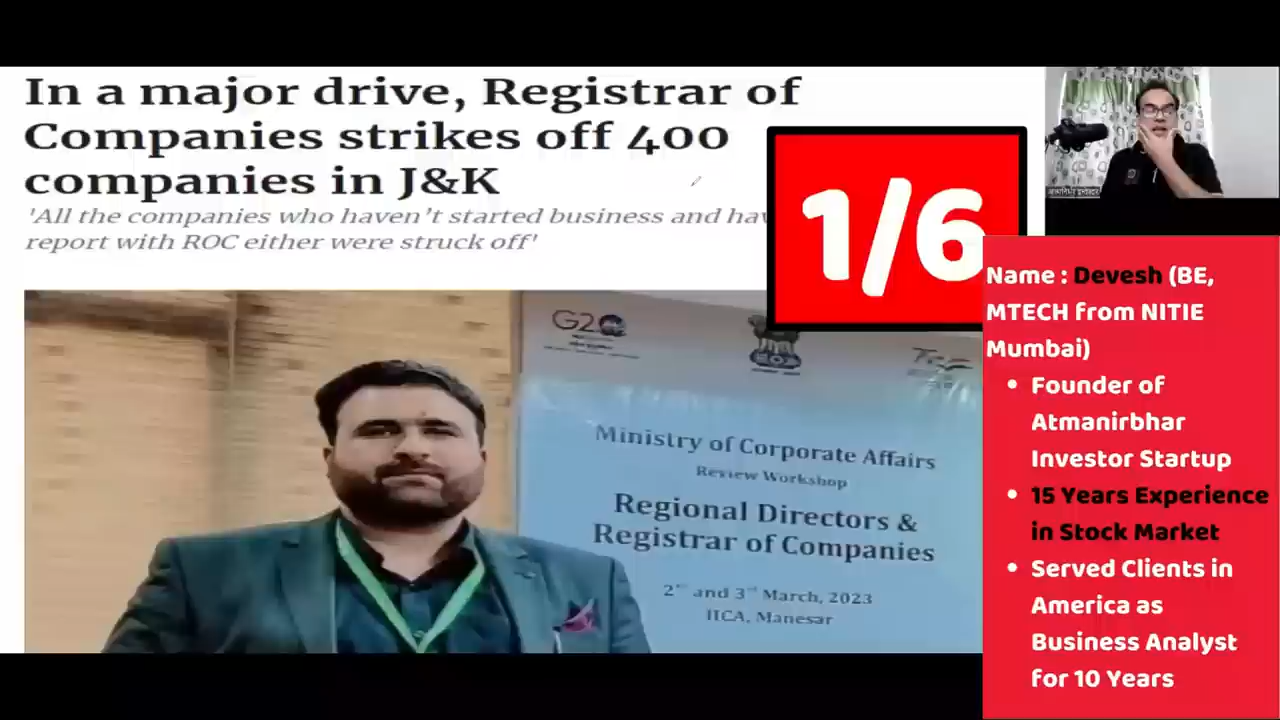 In a major drive, Registrar of
Companies strikes off 400
companies in J&K
'All the companies who haven't started business and
report with ROC either were struck off'
1/6
Name : Devesh (BE,
MTECH from NITIE
Mumbai)
• Founder of
Atmanirbhar
Investor Startup
• 15 Years Experience
in Stock Market
• Served Clients in
America as
Business Analyst
for 10 Years
G20
Ministry of Corporate Affairs
Review Workshop
Regional Directors &
Registrar of Companies
2nd and 3rd March, 2023
IICA, Manesar